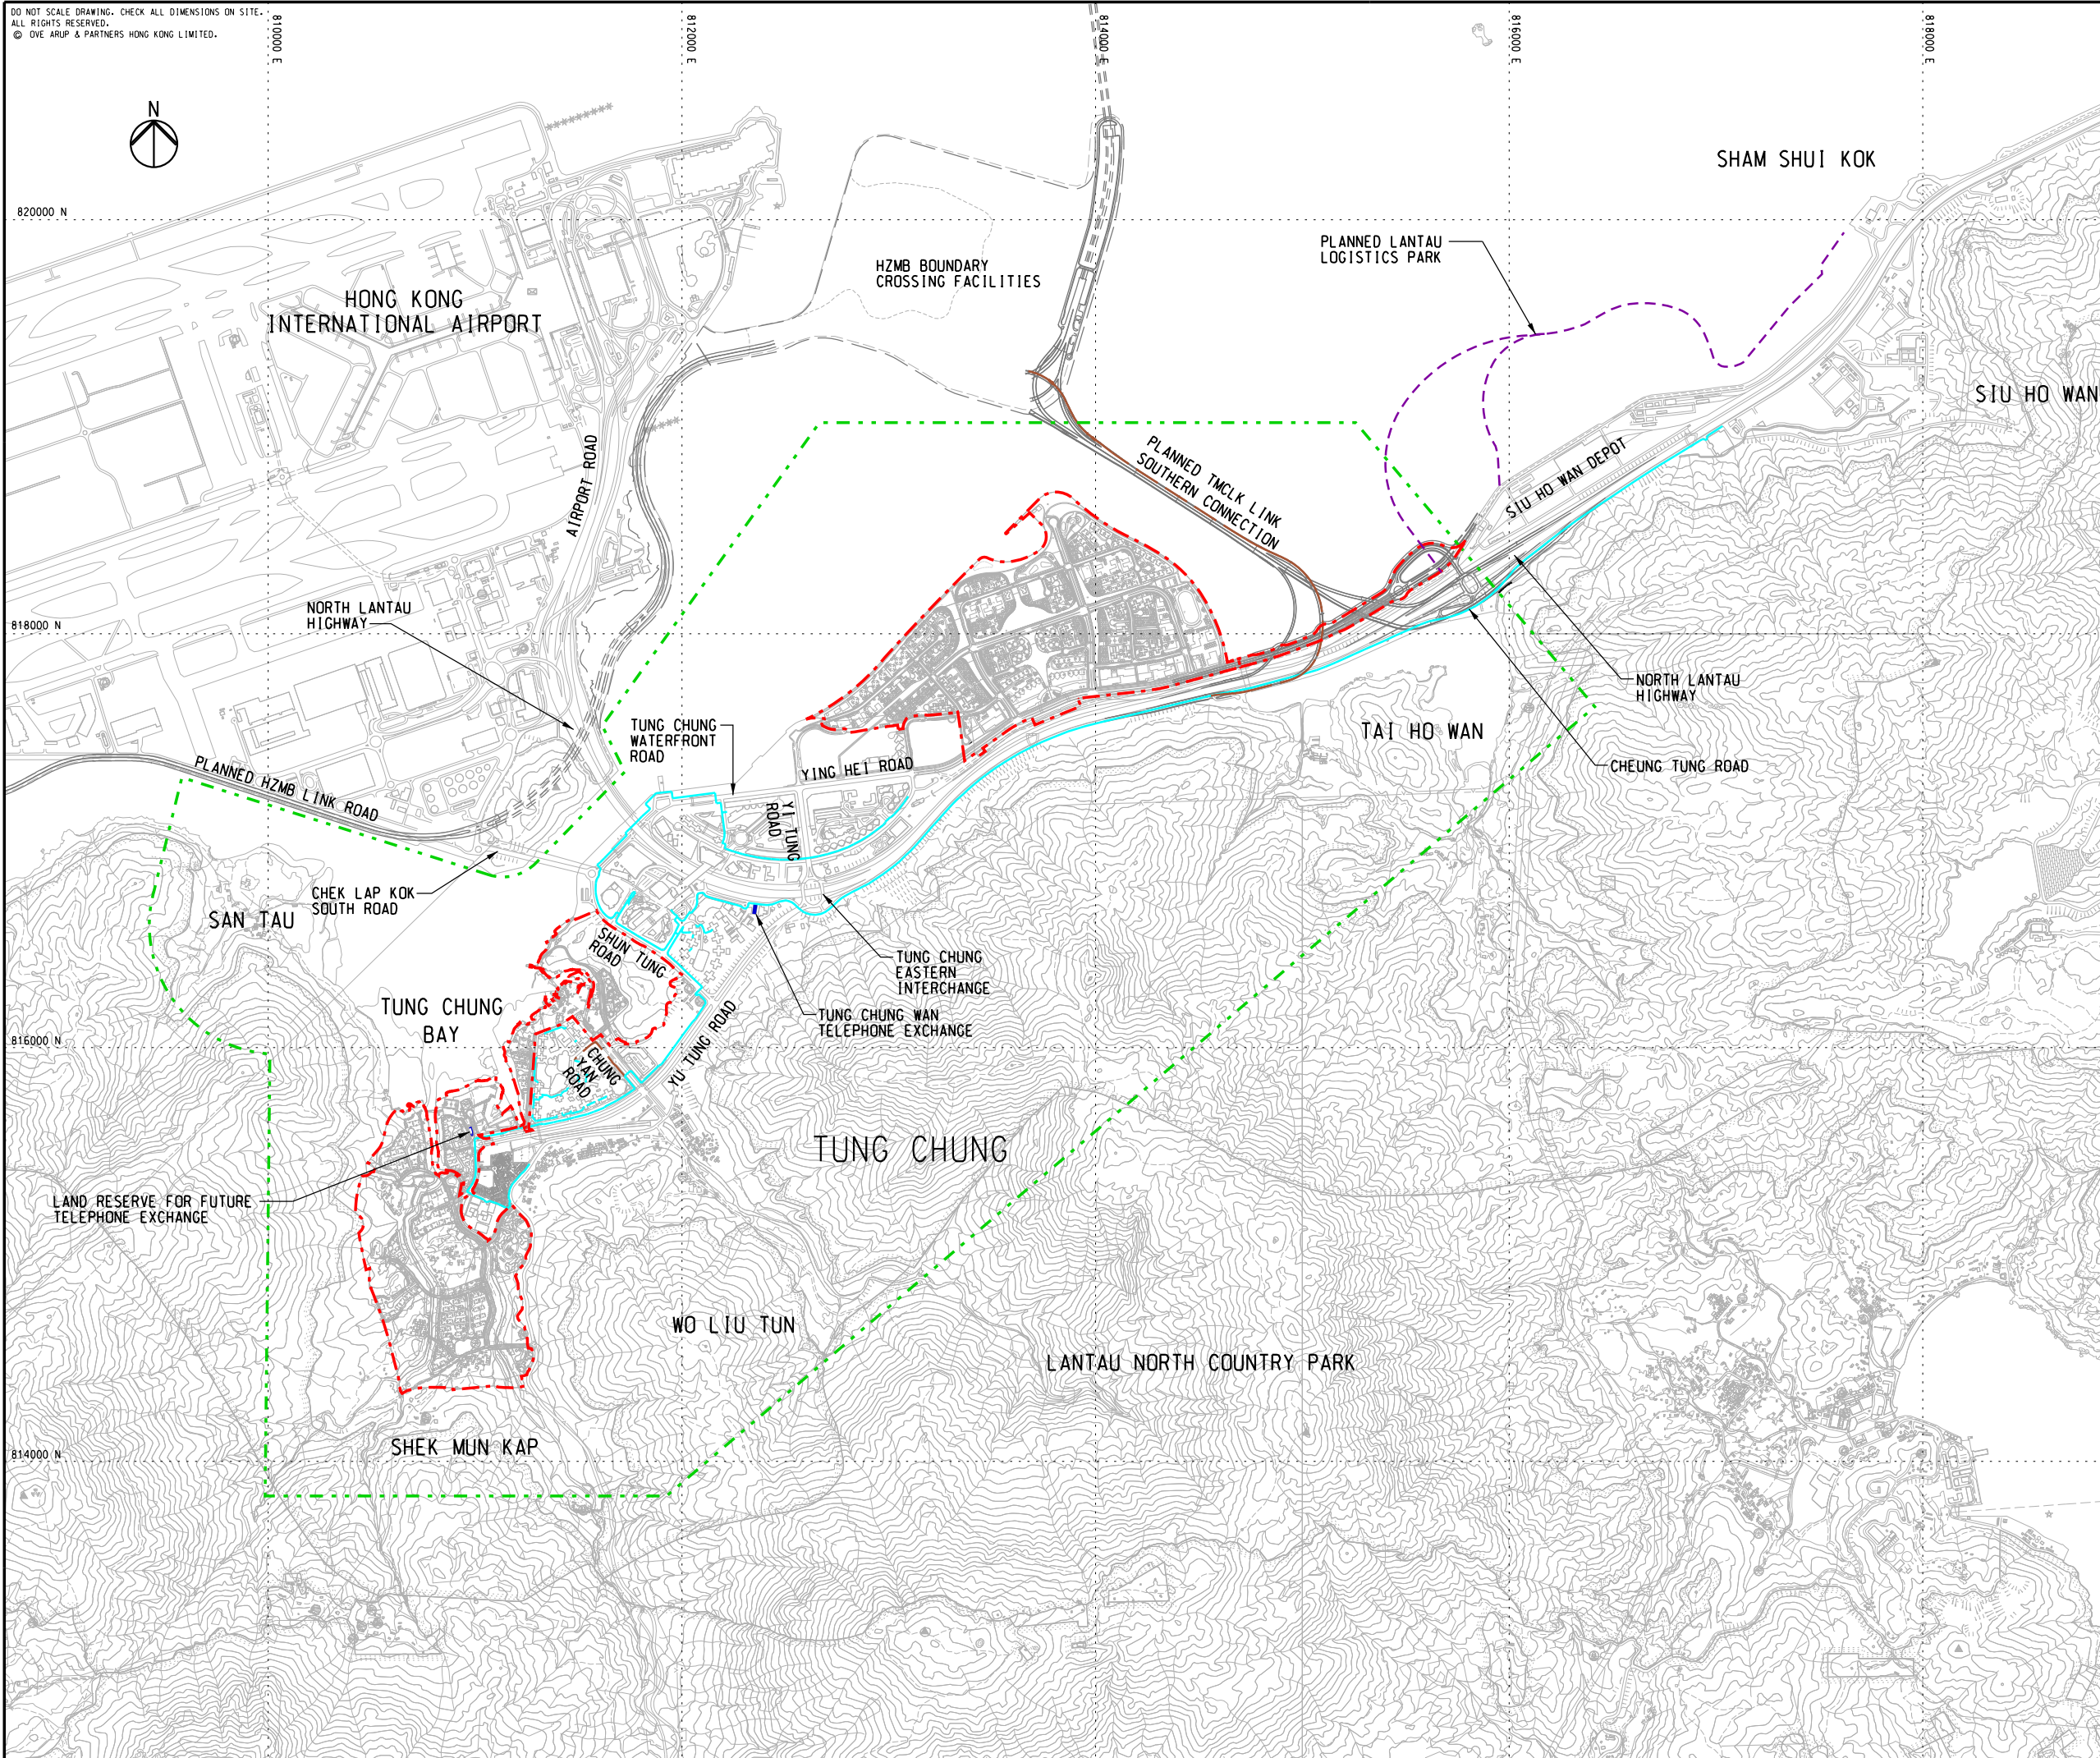 DO NOT SCALE DRAWING. CHECK ALL DIMENSIONS ON SITE.
ALL RIGHTS RESERVED.
© OVE ARUP & PARTNERS HONG KONG LIMITED.
810000 E
812000 E
814000 E
816000 E
818000 E
N
SHAM SHUI KOK
820000 N
PLANNED LANTAU
LOGISTICS PARK
HZMB BOUNDARY
CROSSING FACILITIES
HONG KONG
INTERNATIONAL AIRPORT
SIU HO WAN
AIRPORT ROAD
PLANNED TMCLK LINK
SOUTHERN CONNECTION
SIU HO WAN DEPOT
NORTH LANTAU
HIGHWAY
818000 N
NORTH LANTAU
HIGHWAY
TUNG CHUNG
WATERFRONT
ROAD
TAI HO WAN
YING HEI ROAD
CHEUNG TUNG ROAD
PLANNED HZMB LINK ROAD
YI TUNG
ROAD
CHEK LAP KOK
SOUTH ROAD
SAN TAU
SHUN TUNG
ROAD
TUNG CHUNG
EASTERN
INTERCHANGE
TUNG CHUNG
BAY
TUNG CHUNG WAN
TELEPHONE EXCHANGE
816000 N
YU TUNG ROAD
CHUNG
YAN
ROAD
TUNG CHUNG
LAND RESERVE FOR FUTURE
TELEPHONE EXCHANGE
WO LIU TUN
LANTAU NORTH COUNTRY PARK
SHEK MUN KAP
814000 N